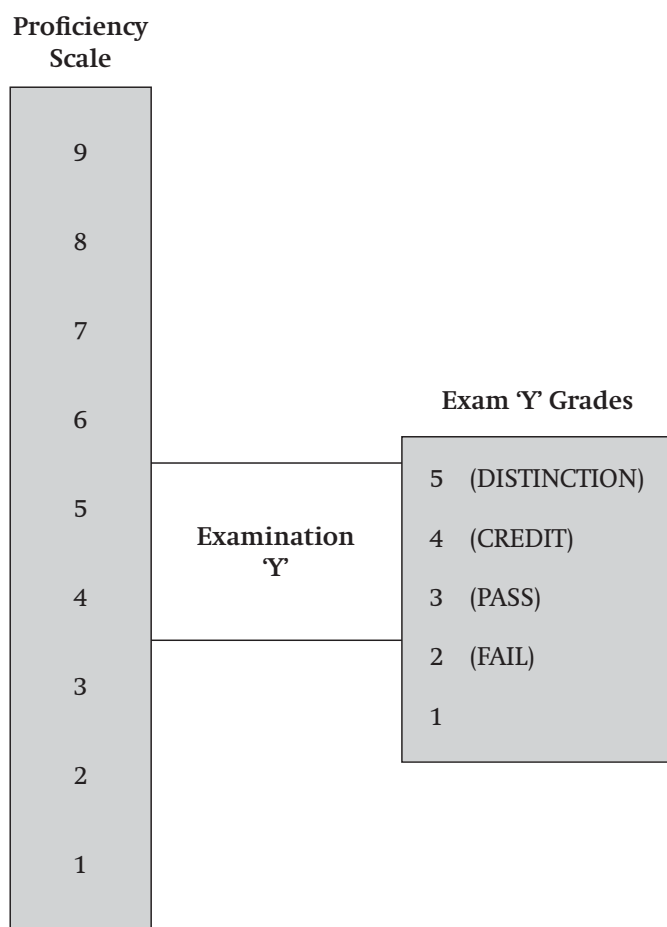 Proficiency
Scale
9
8
7
6
5
4
3
2
1
Examination
‘Y’
Exam ‘Y’ Grades
5 (DISTINCTION)
4 (CREDIT)
3 (PASS)
2 (FAIL)
1